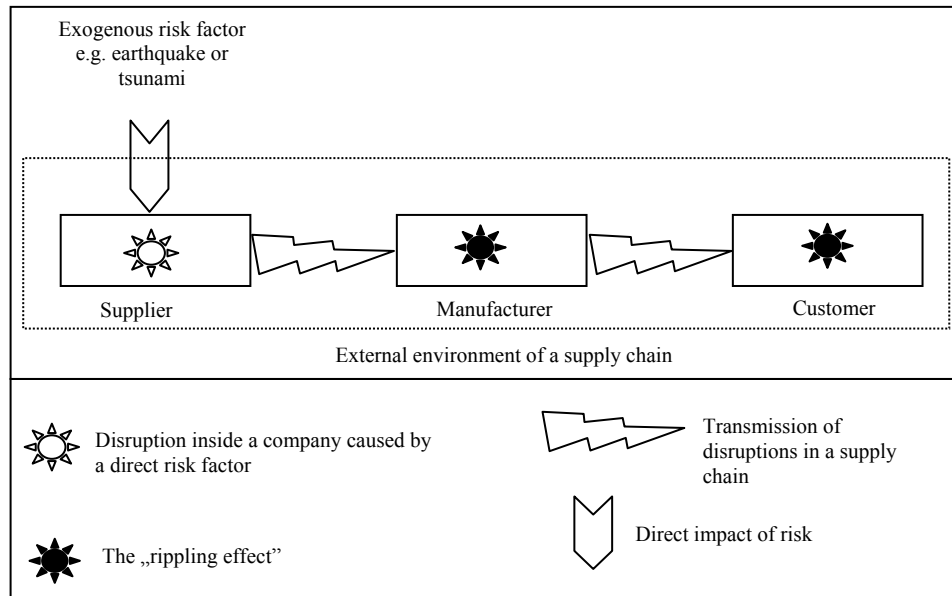 Exogenous risk factor
e.g. earthquake or
tsunami
Supplier
Manufacturer
Customer
External environment of a supply chain
Disruption inside a company caused by
a direct risk factor
Transmission of
disruptions in a supply
chain
The „rippling effect”
Direct impact of risk